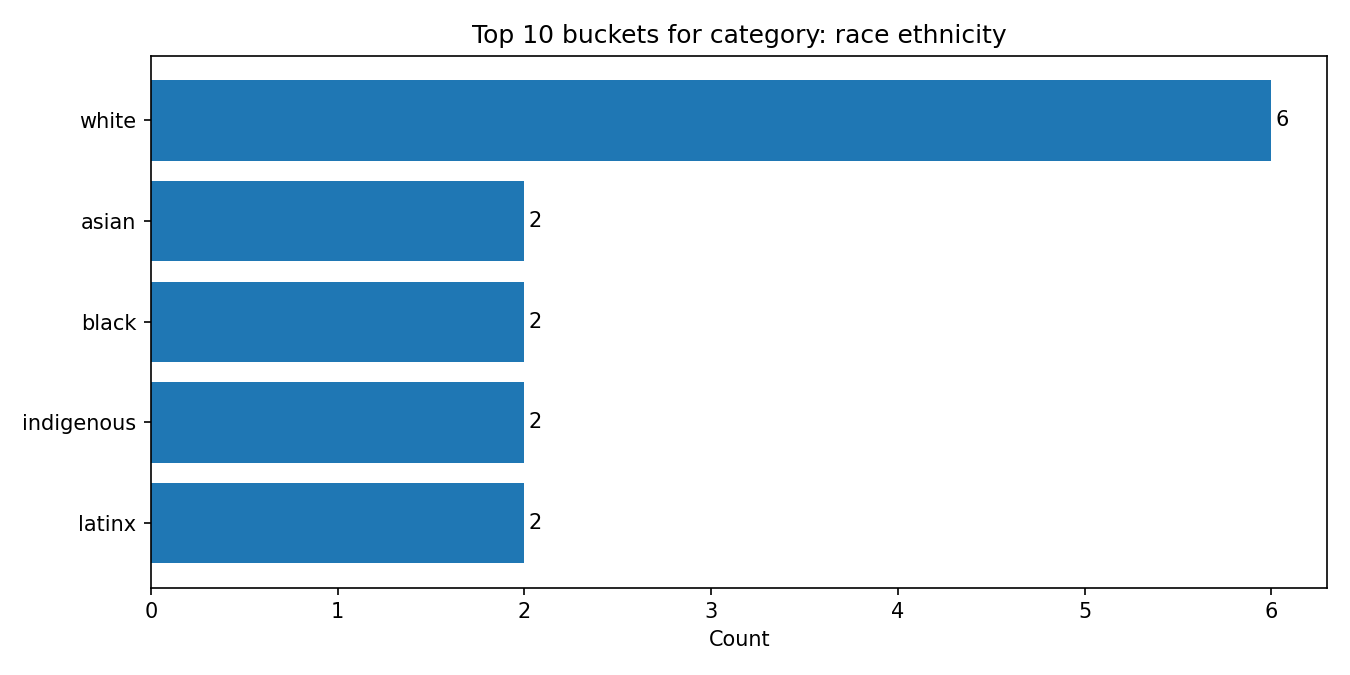 Top 10 buckets for category: race ethnicity
white
6
asian
2
black
2
indigenous
2
latinx
2
0 1 2 3 4 5 6
Count